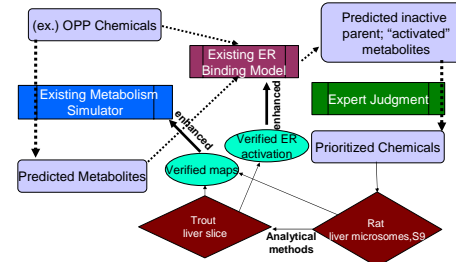 (ex.) OPP Chemicals
Predicted inactive
parent; “activated”
metabolites
Existing ER
Binding Model
Existing Metabolism
Simulator
enhanced
enhanced
Expert Judgment
Verified ER
activation
Prioritized Chemicals
Predicted Metabolites
Verified maps
Trout
liver slice
Analytical
methods
Rat
liver microsomes,S9